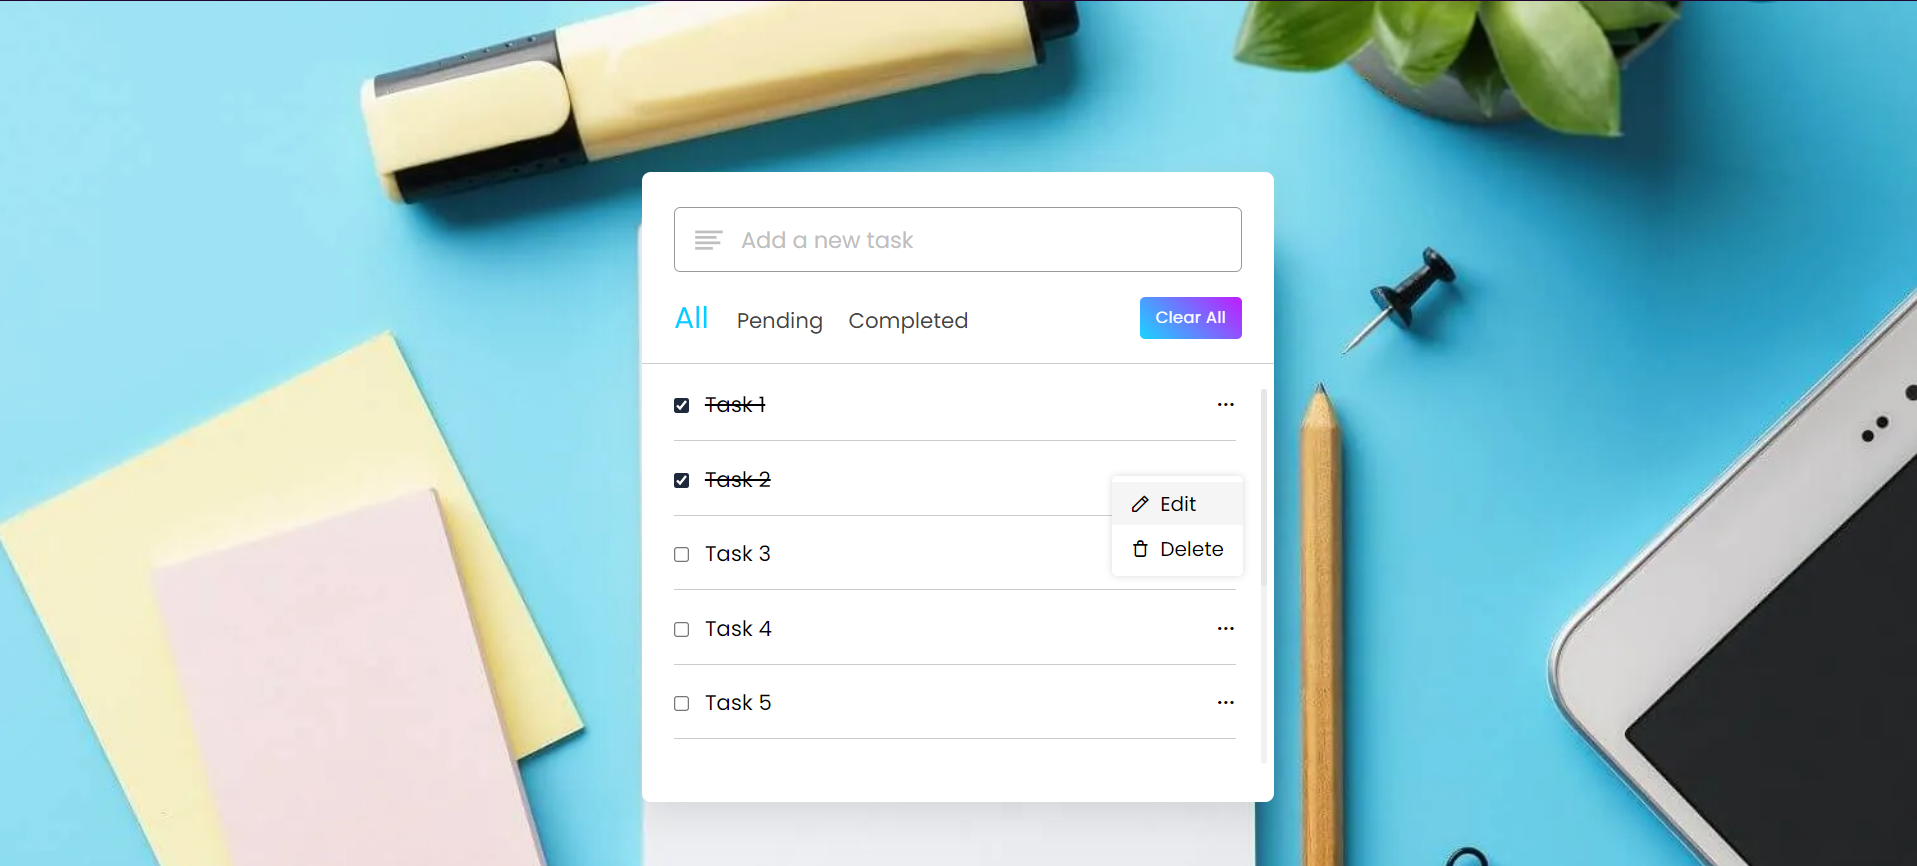 Add a new task
All Pending Completed Clear All
Task 1
Task 2
Edit
Task 3
Delete
Task 4
Task 5